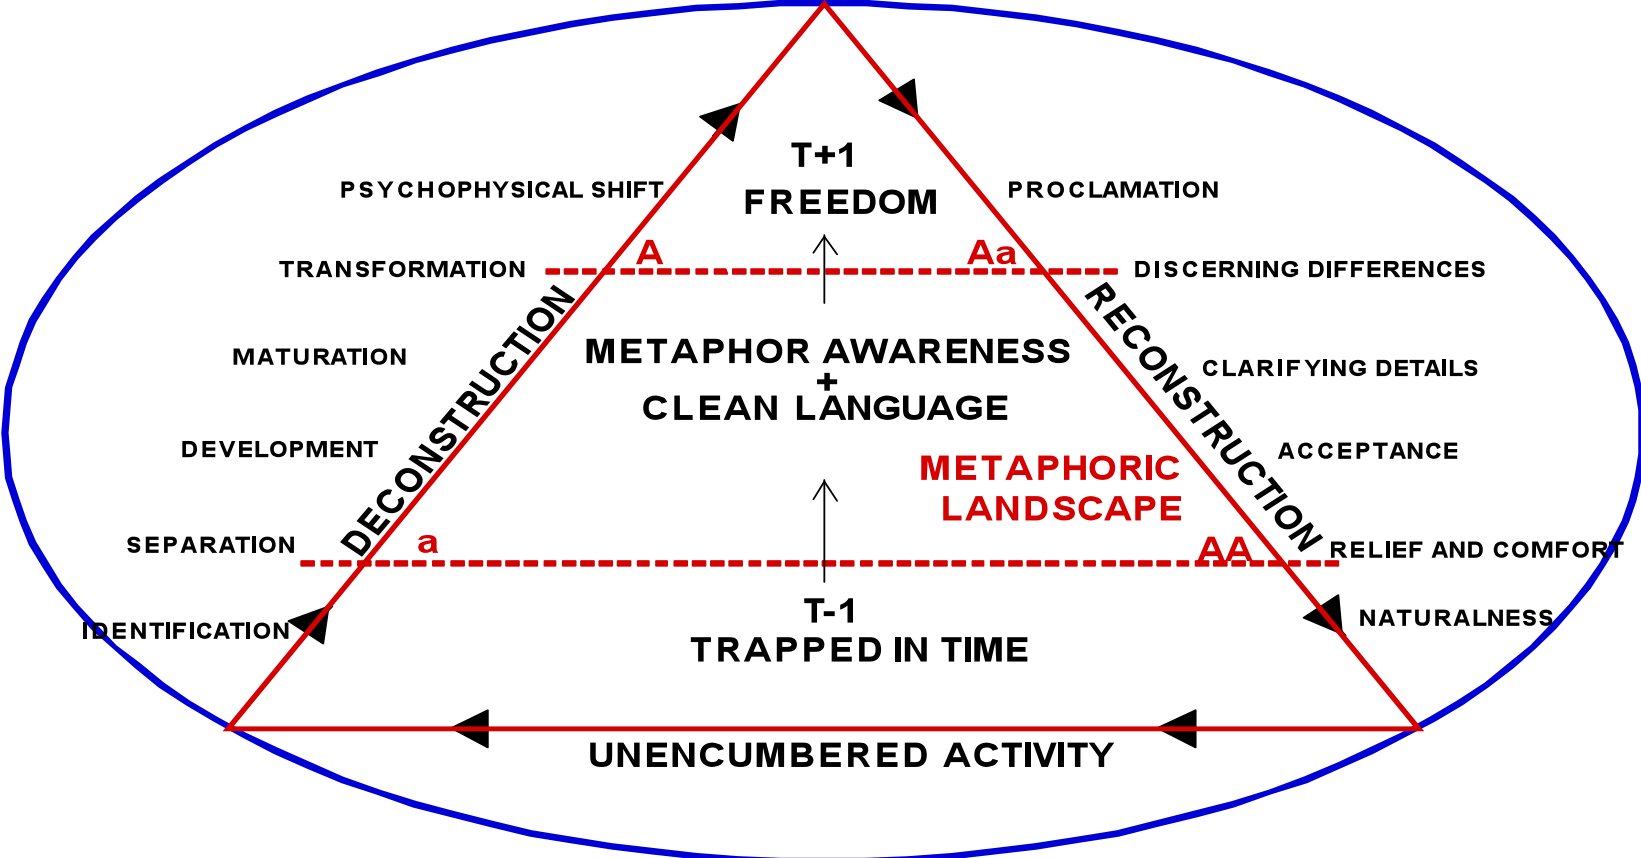 T+1
FREEDOM
PSYCHOPHYSICAL SHIFT
PROCLAMATION
A
Aa
TRANSFORMATION
DISCERNING DIFFERENCES
DECONSTRUCTION
RECONSTRUCTION
METAPHOR AWARENESS
+
CLEAN LANGUAGE
MATURATION
CLARIFYING DETAILS
DEVELOPMENT
ACCEPTANCE
METAPHORIC
LANDSCAPE
SEPARATION
a
AA
RELIEF AND COMFORT
T-1
TRAPPED IN TIME
IDENTIFICATION
NATURALNESS
UNENCUMBERED ACTIVITY